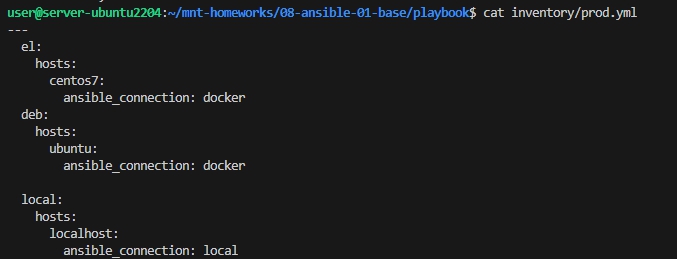 user@server-ubuntu2204:~/mnt-homeworks/08-ansible-01-base/playbook$ cat inventory/prod.yml
---
  el:
    hosts:
      centos7:
        ansible_connection: docker
  deb:
    hosts:
      ubuntu:
        ansible_connection: docker

  local:
    hosts:
      localhost:
        ansible_connection: local